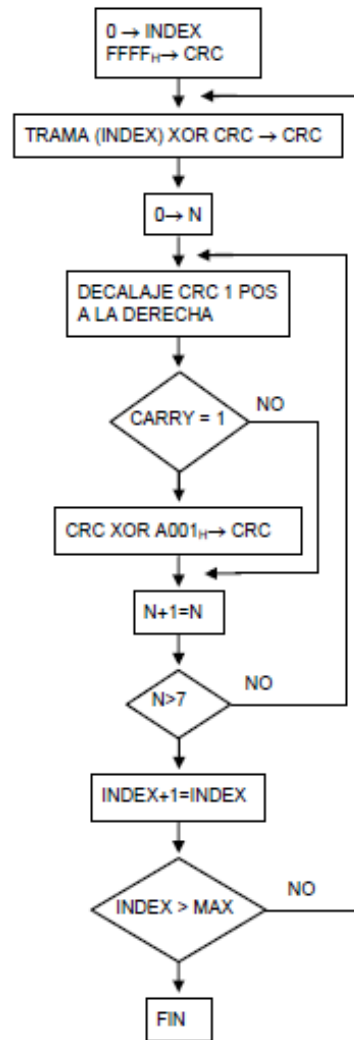 0 → INDEX
FFFFH→ CRC
TRAMA (INDEX) XOR CRC → CRC
0→ N
DECALAJE CRC 1 POS
A LA DERECHA
CARRY = 1
NO
CRC XOR A001H→ CRC
N+1=N
N>7
NO
INDEX+1=INDEX
INDEX > MAX
NO
FIN